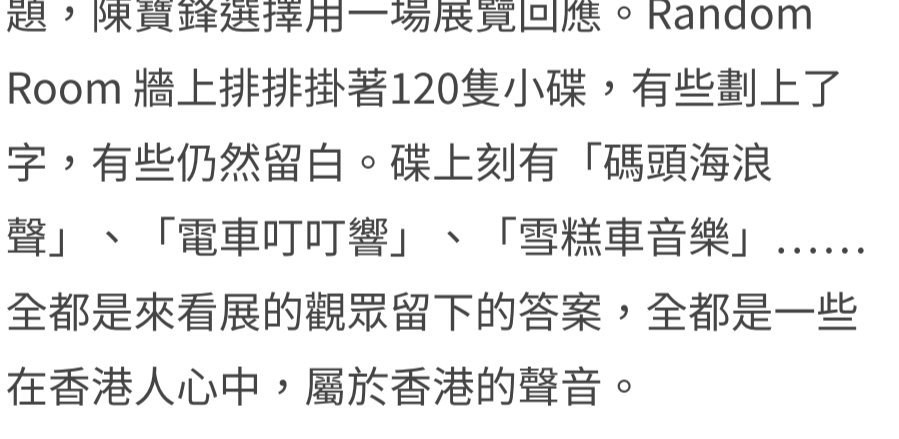 題，陳寶鋒選擇用一場展覽回應。Random
Room 牆上排排掛著120隻小碟，有些劃上了
字，有些仍然留白。碟上刻有「碼頭海浪
聲」、「電車叮叮響」、「雪糕車音樂」……
全都是來看展的觀眾留下的答案，全都是一些
在香港人心中，屬於香港的聲音。